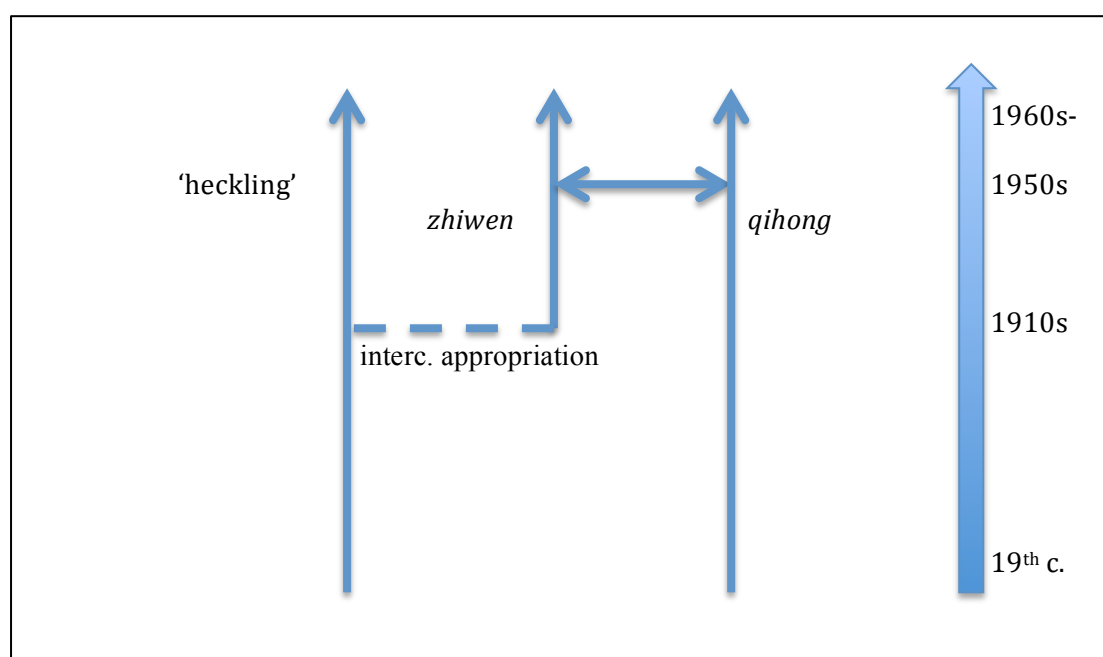 1960s-
‘heckling’
1950s
zhiwen
qihong
1910s
interc. appropriation
19th c.